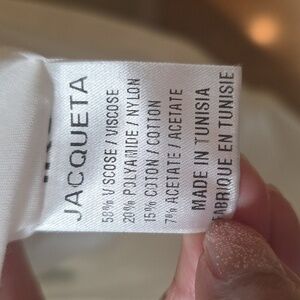 JACQUETA
58% VISCOSE / VISCOSE
20% POLYAMIDE / NYLON
15% COTON / COTTON
7% ACETATE / ACETATE
MADE IN TUNISIA
FABRIQUE EN TUNISIE